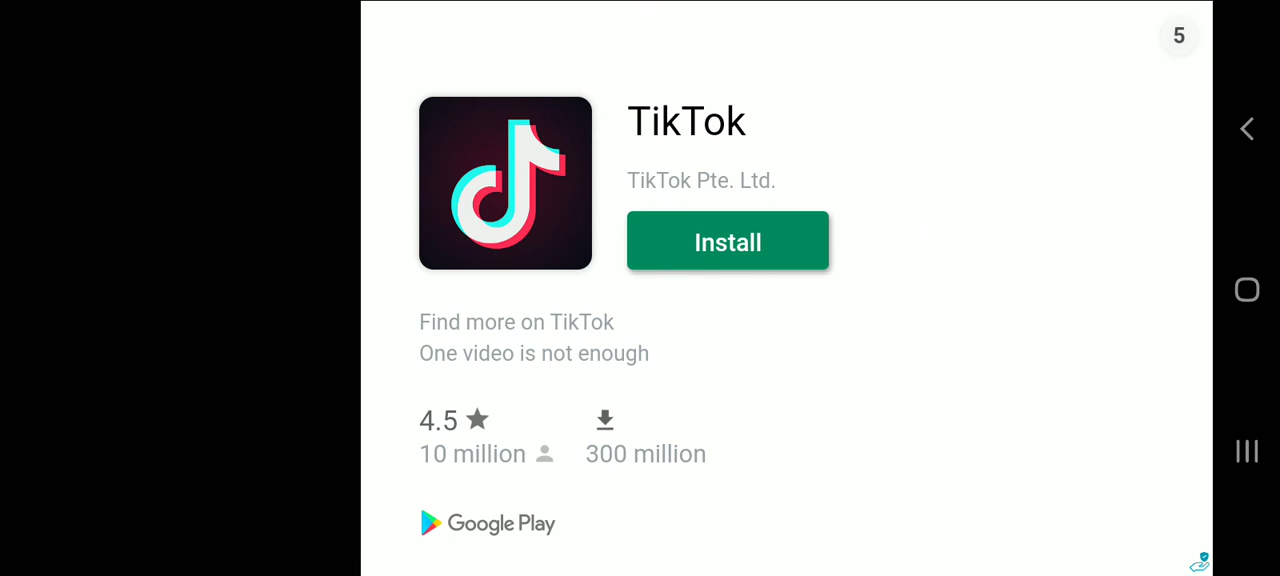 5
TikTok
TikTok Pte. Ltd.
Install
Find more on TikTok
One video is not enough
4.5
10 million 300 million
Google Play